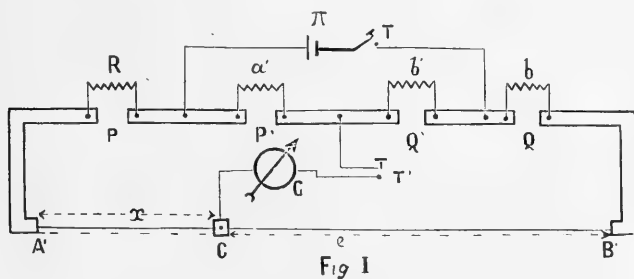 π T
R a' b' b
P P' Q' Q
T T'
G
x
A' C e B'
Fig I